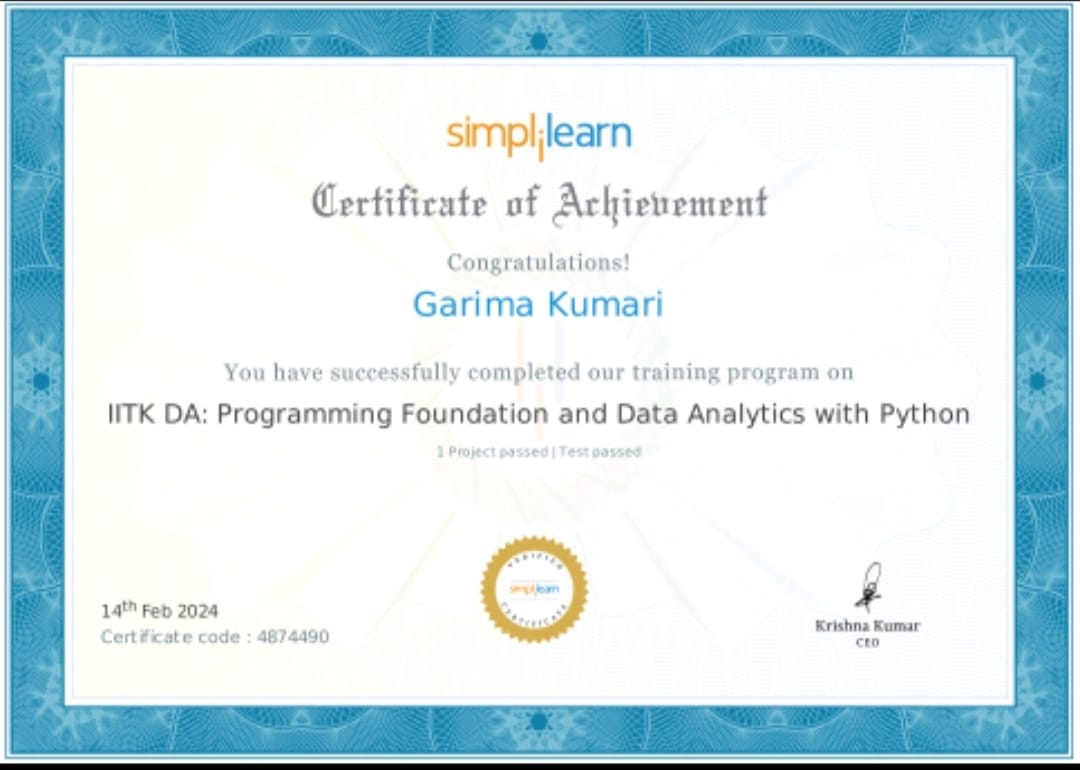 simplilearn
Certificate of Achievement
Congratulations!
Garima Kumari
You have successfully completed our training program on
IITK DA: Programming Foundation and Data Analytics with Python
1 Project passed | Test passed
VERIFIED
simplilearn
CERTIFICATE
14th Feb 2024
Certificate code : 4874490
Krishna Kumar
CEO